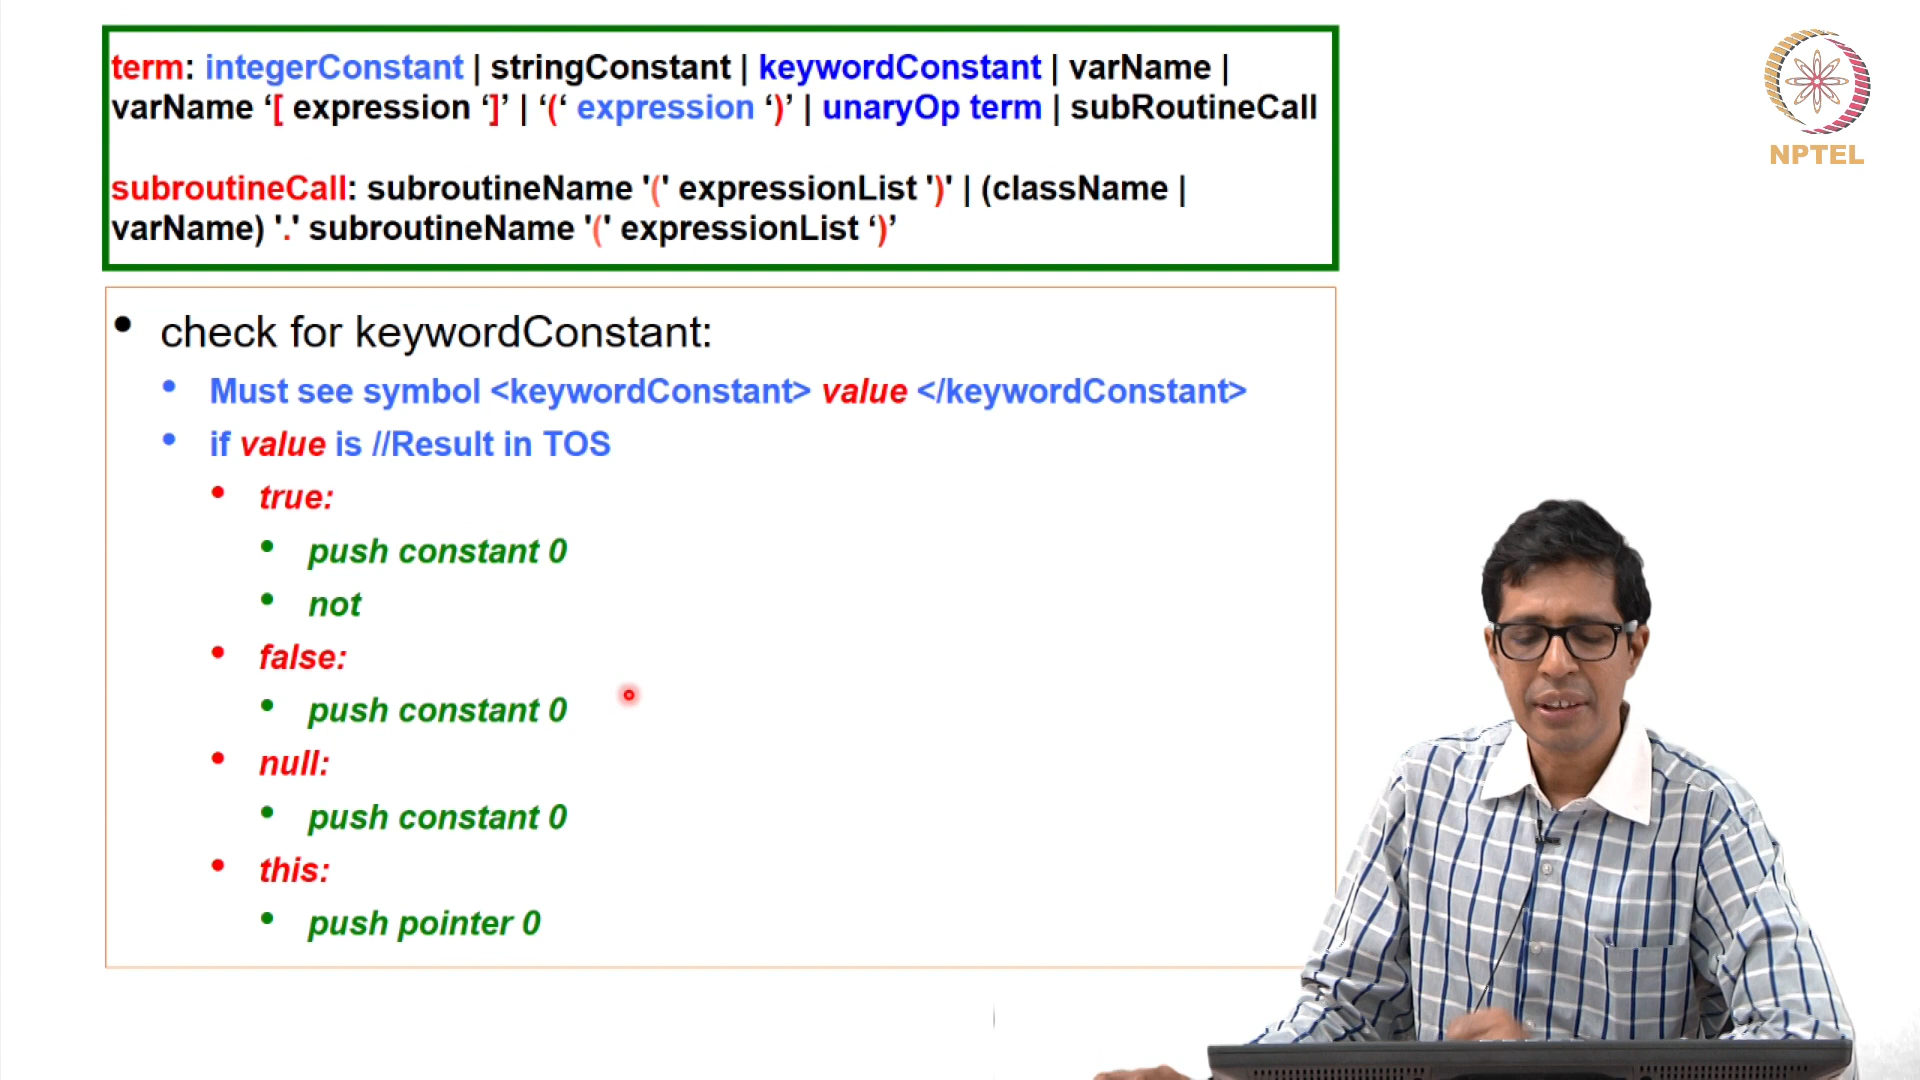 term: integerConstant | stringConstant | keywordConstant | varName |
varName ‘[ expression ‘]’ | ‘(‘ expression ‘)’ | unaryOp term | subRoutineCall
subroutineCall: subroutineName '(' expressionList ')' | (className |
varName) '.' subroutineName '(' expressionList ‘)’
NPTEL
• check for keywordConstant:
• Must see symbol <keywordConstant> value </keywordConstant>
• if value is //Result in TOS
• true:
• push constant 0
• not
• false:
• push constant 0
• null:
• push constant 0
• this:
• push pointer 0